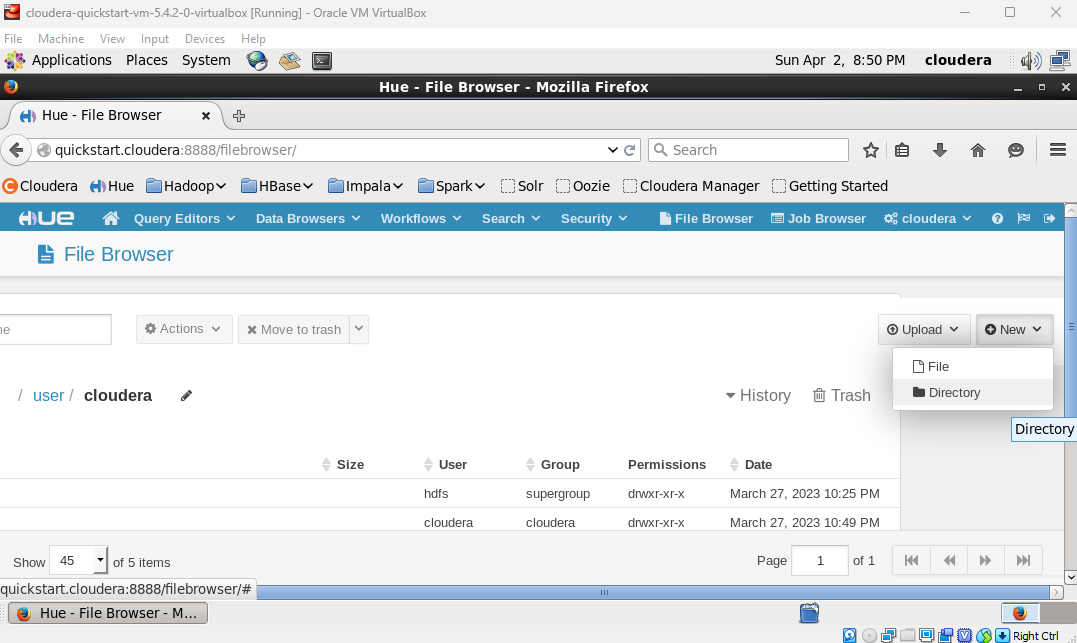 cloudera-quickstart-vm-5.4.2-0-virtualbox [Running] - Oracle VM VirtualBox
File Machine View Input Devices Help
Applications Places System Sun Apr 2, 8:50 PM cloudera
Hue - File Browser - Mozilla Firefox
Hue - File Browser
quickstart.cloudera:8888/filebrowser/ Search
Cloudera Hue Hadoop HBase Impala Spark Solr Oozie Cloudera Manager Getting Started
HUE Query Editors Data Browsers Workflows Search Security File Browser Job Browser cloudera
File Browser
me Actions Move to trash Upload New
File
/ user / cloudera History Trash Directory
Directory
Size User Group Permissions Date
hdfs supergroup drwxr-xr-x March 27, 2023 10:25 PM
cloudera cloudera drwxr-xr-x March 27, 2023 10:49 PM
Show 45 of 5 items Page 1 of 1
quickstart.cloudera:8888/filebrowser/#
Hue - File Browser - M...
Right Ctrl